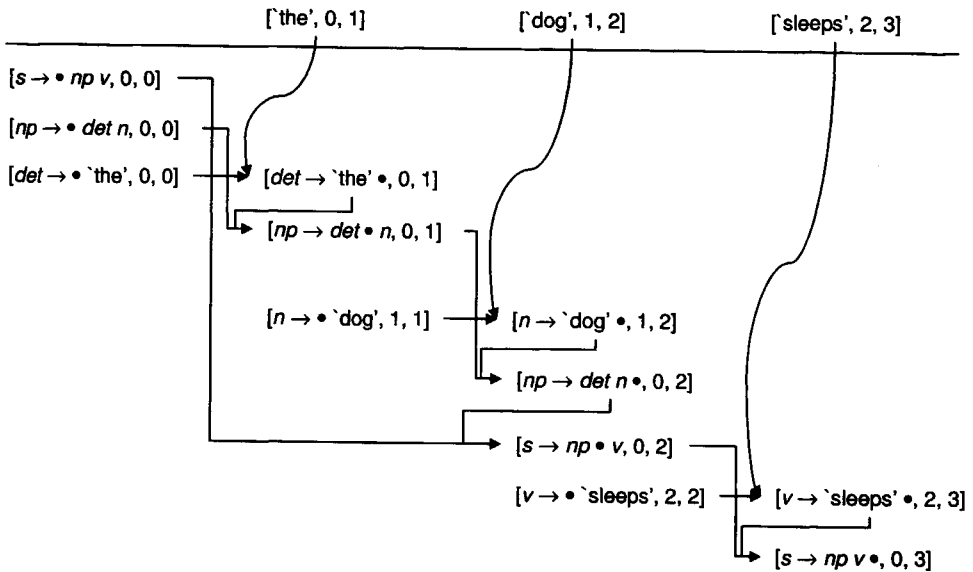 [`the', 0, 1] [`dog', 1, 2] [`sleeps', 2, 3]
[s → • np v, 0, 0]
[np → • det n, 0, 0]
[det → • `the', 0, 0] [det → `the' •, 0, 1]
[np → det • n, 0, 1]
[n → • `dog', 1, 1] [n → `dog' •, 1, 2]
[np → det n •, 0, 2]
[s → np • v, 0, 2]
[v → • `sleeps', 2, 2] [v → `sleeps' •, 2, 3]
[s → np v •, 0, 3]